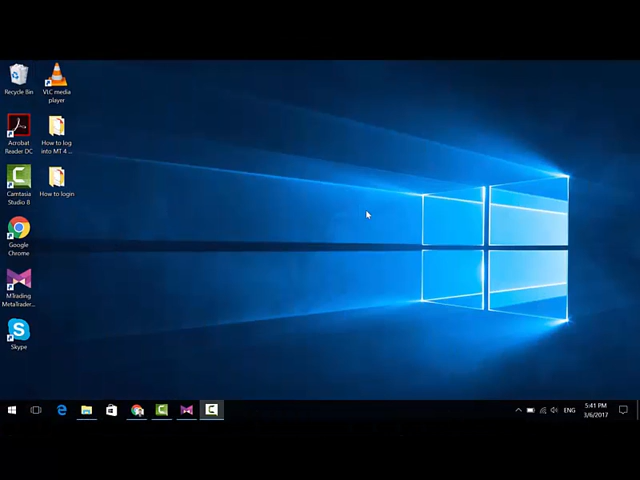 Recycle Bin
VLC media
player
Acrobat
Reader DC
How to log
into MT 4 ...
Camtasia
Studio 8
How to login
Google
Chrome
MTrading
MetaTrader...
Skype
ENG
5:41 PM
3/6/2017